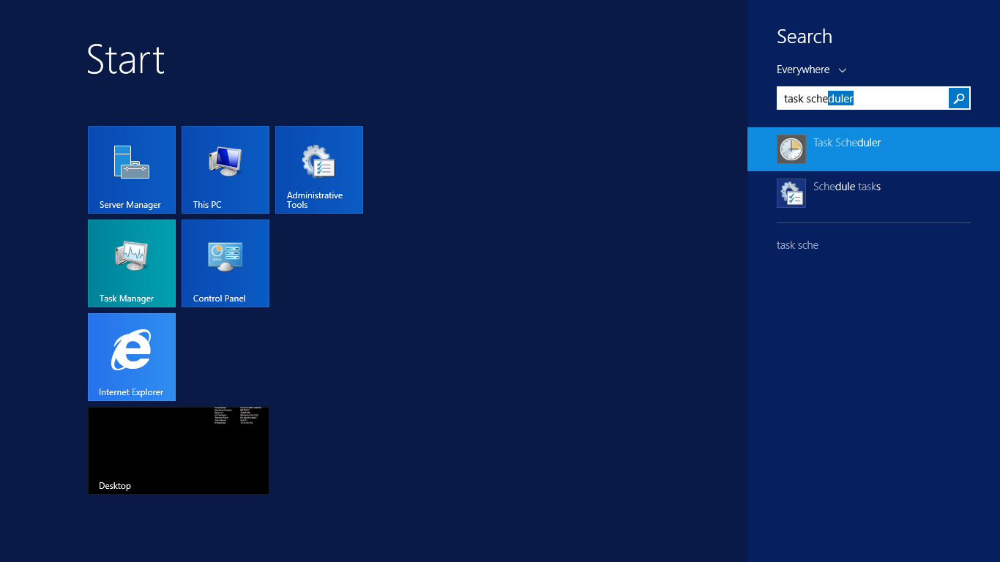 Start
Server Manager
This PC
Administrative
Tools
Task Manager
Control Panel
Internet Explorer
Desktop
Search
Everywhere
task scheduler
Task Scheduler
Schedule tasks
task sche